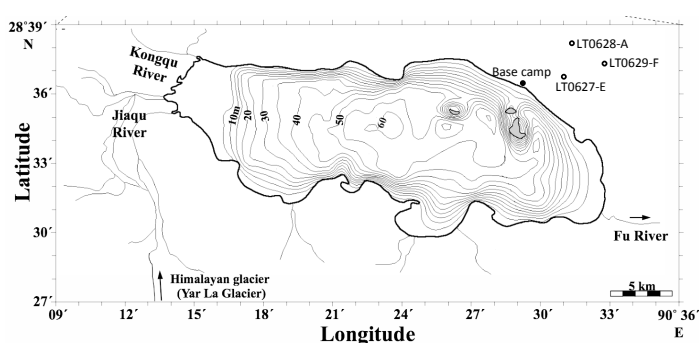 28°39′
N
Kongqu
River
LT0628-A
LT0629-F
Base camp
LT0627-E
36′
Jiaqu
River
10m
20
30
40
50
60
Latitude
33′
30′
Fu River
Himalayan glacier
(Yar La Glacier)
5 km
27′
09′ 12′ 15′ 18′ 21′ 24′ 27′ 30′ 33′ 90° 36′
E
Longitude